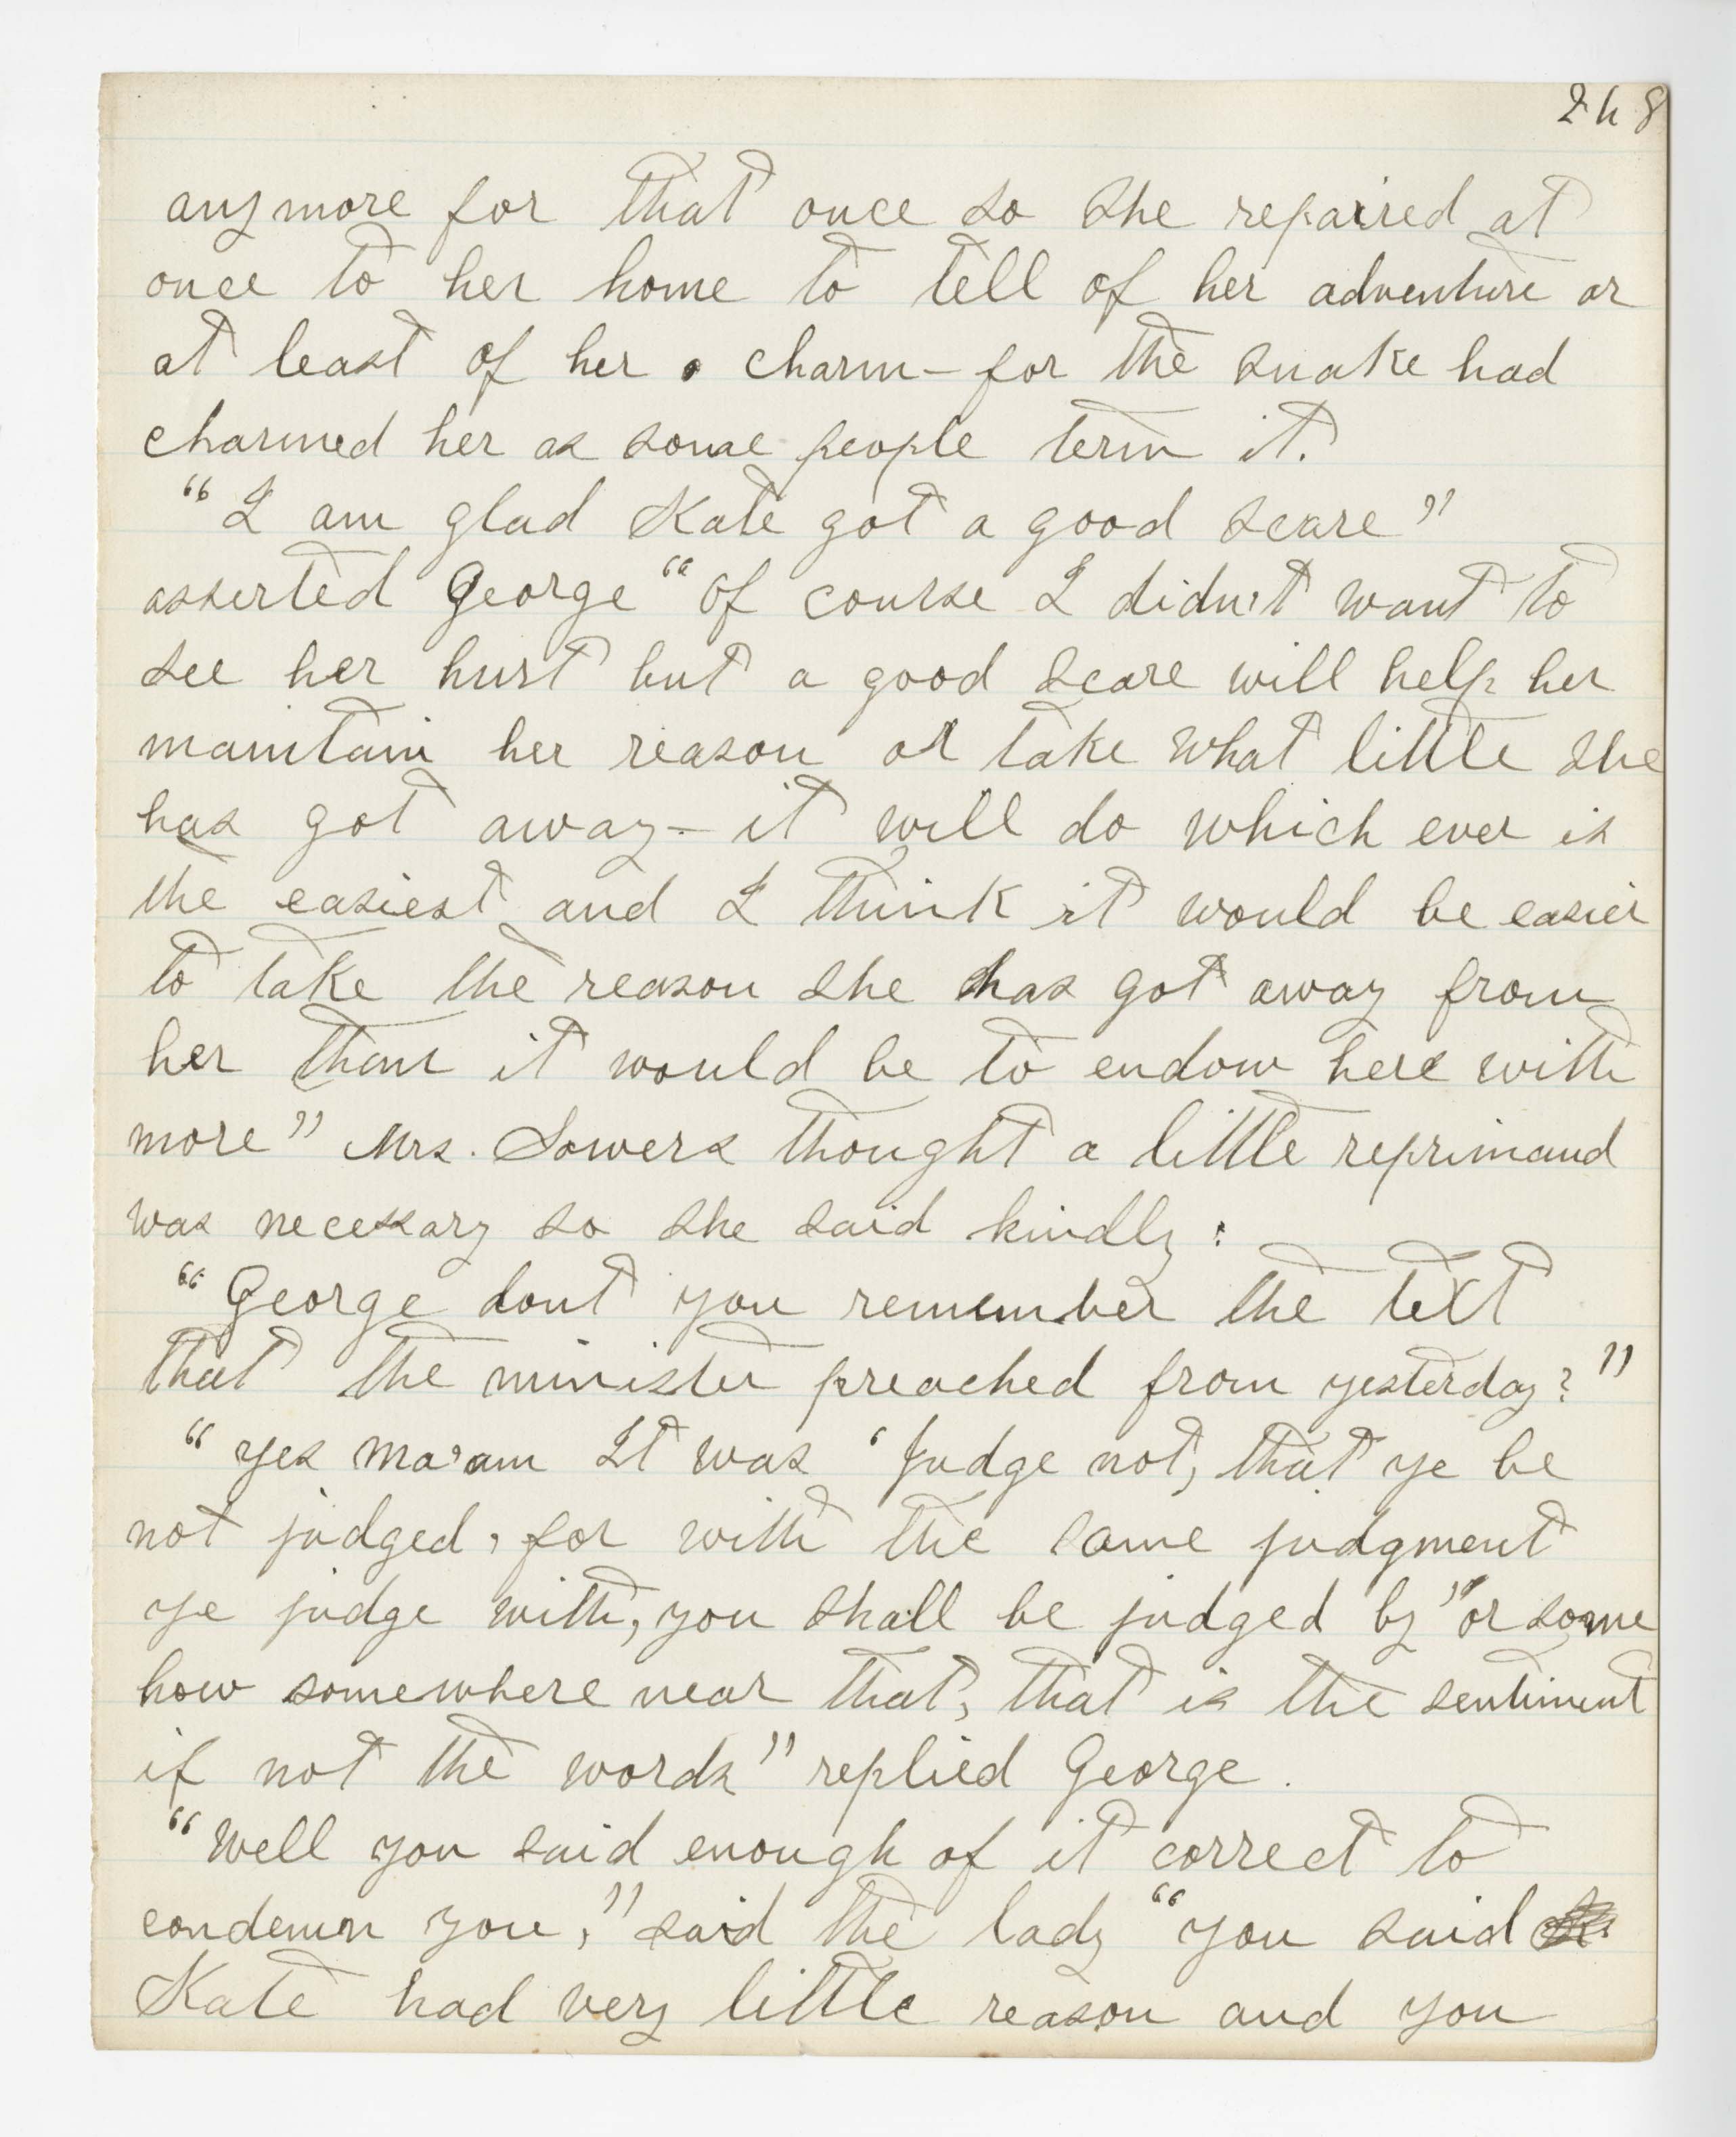 248
anymore for that once so she repaired at
once to her home to tell of her adventure or
at least of her charm – for the snake had
charmed her as some people term it.
"I am glad Kate got a good scare"
asserted George "of course I didn't want to
see her hurt but a good scare will help her
maintain her reason or take what little she
has got away – it will do which ever is
the easiest and I think it would be easier
to take the reason she has got away from
her than it would be to endow here with
more" Mrs. Sowers thought a little reprimand
was necessary so she said kindly:
"George dont you remember the text
that the minister preached from yesterday?"
"yes ma'am It was 'Judge not, that ye be
not judged, for with the same judgment
ye judge with, you shall be judged by" or some
how somewhere near that, that is the sentiment
if not the words" replied George.
"Well you said enough of it correct to
condemn you," said the lady "you said
Kate had very little reason and you